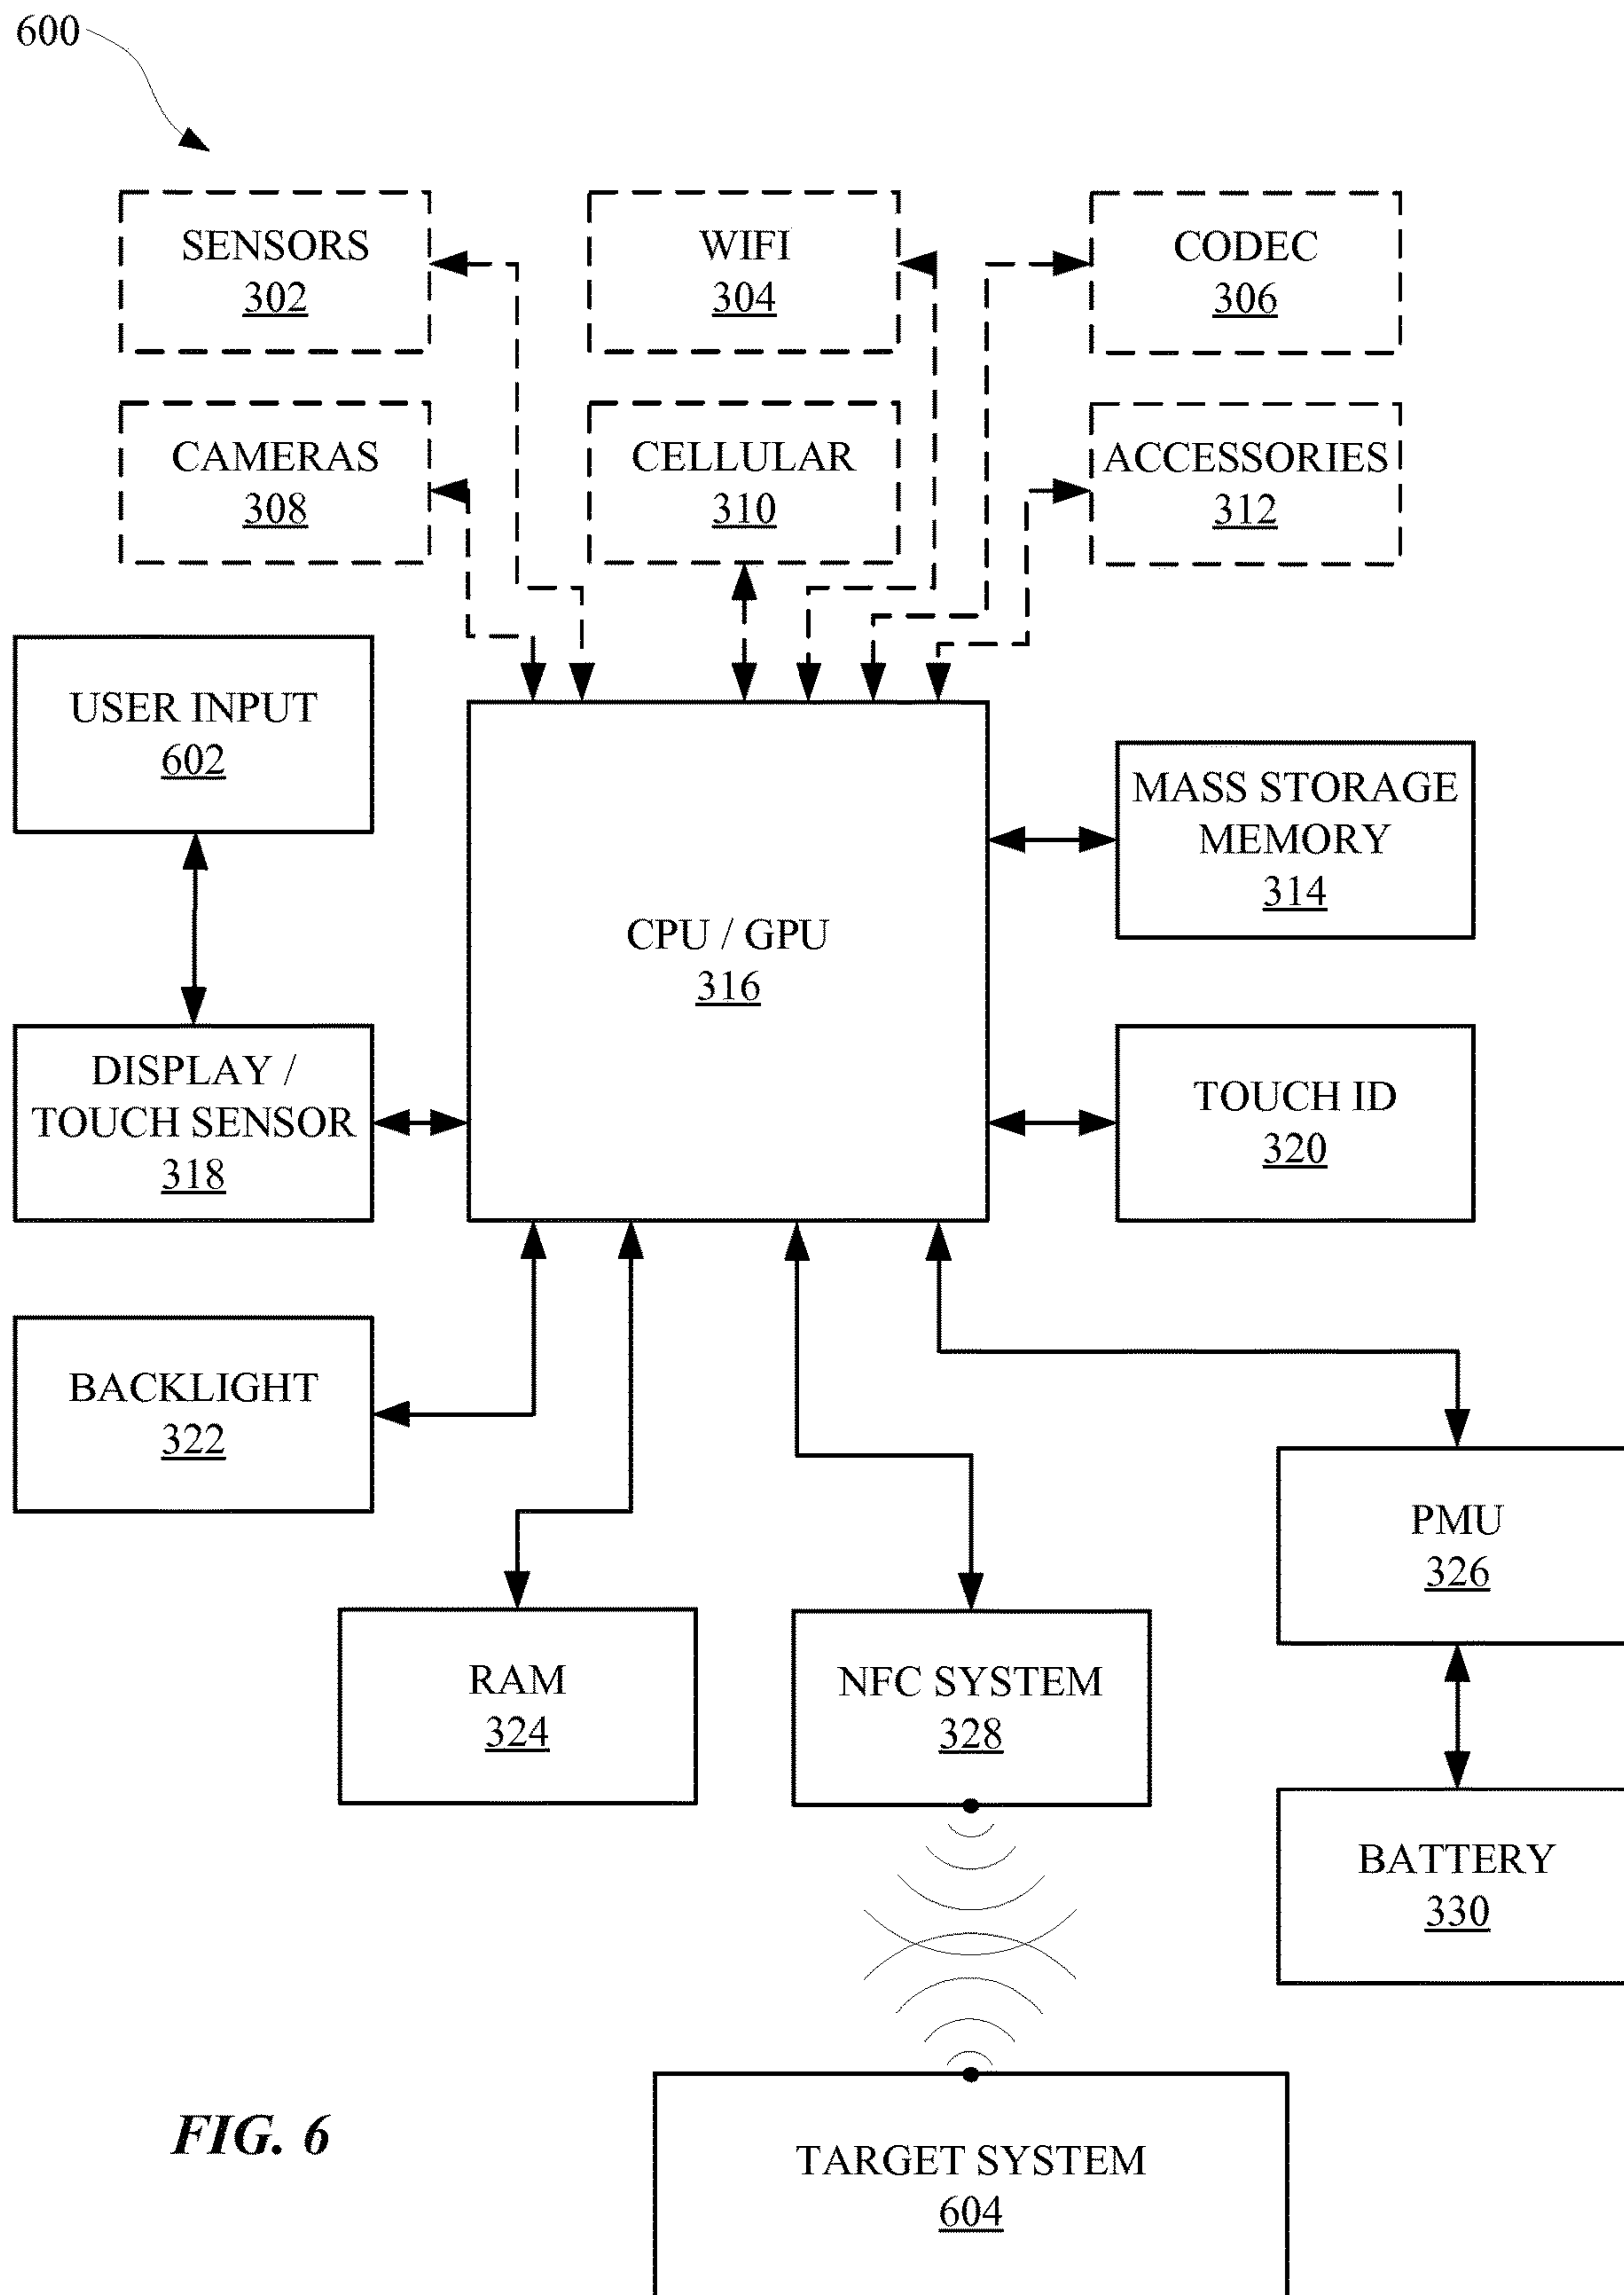 600
SENSORS
302
WIFI
304
CODEC
306
CAMERAS
308
CELLULAR
310
ACCESSORIES
312
USER INPUT
602
MASS STORAGE
MEMORY
314
CPU / GPU
316
DISPLAY /
TOUCH SENSOR
318
TOUCH ID
320
BACKLIGHT
322
PMU
326
RAM
324
NFC SYSTEM
328
BATTERY
330
FIG. 6
TARGET SYSTEM
604